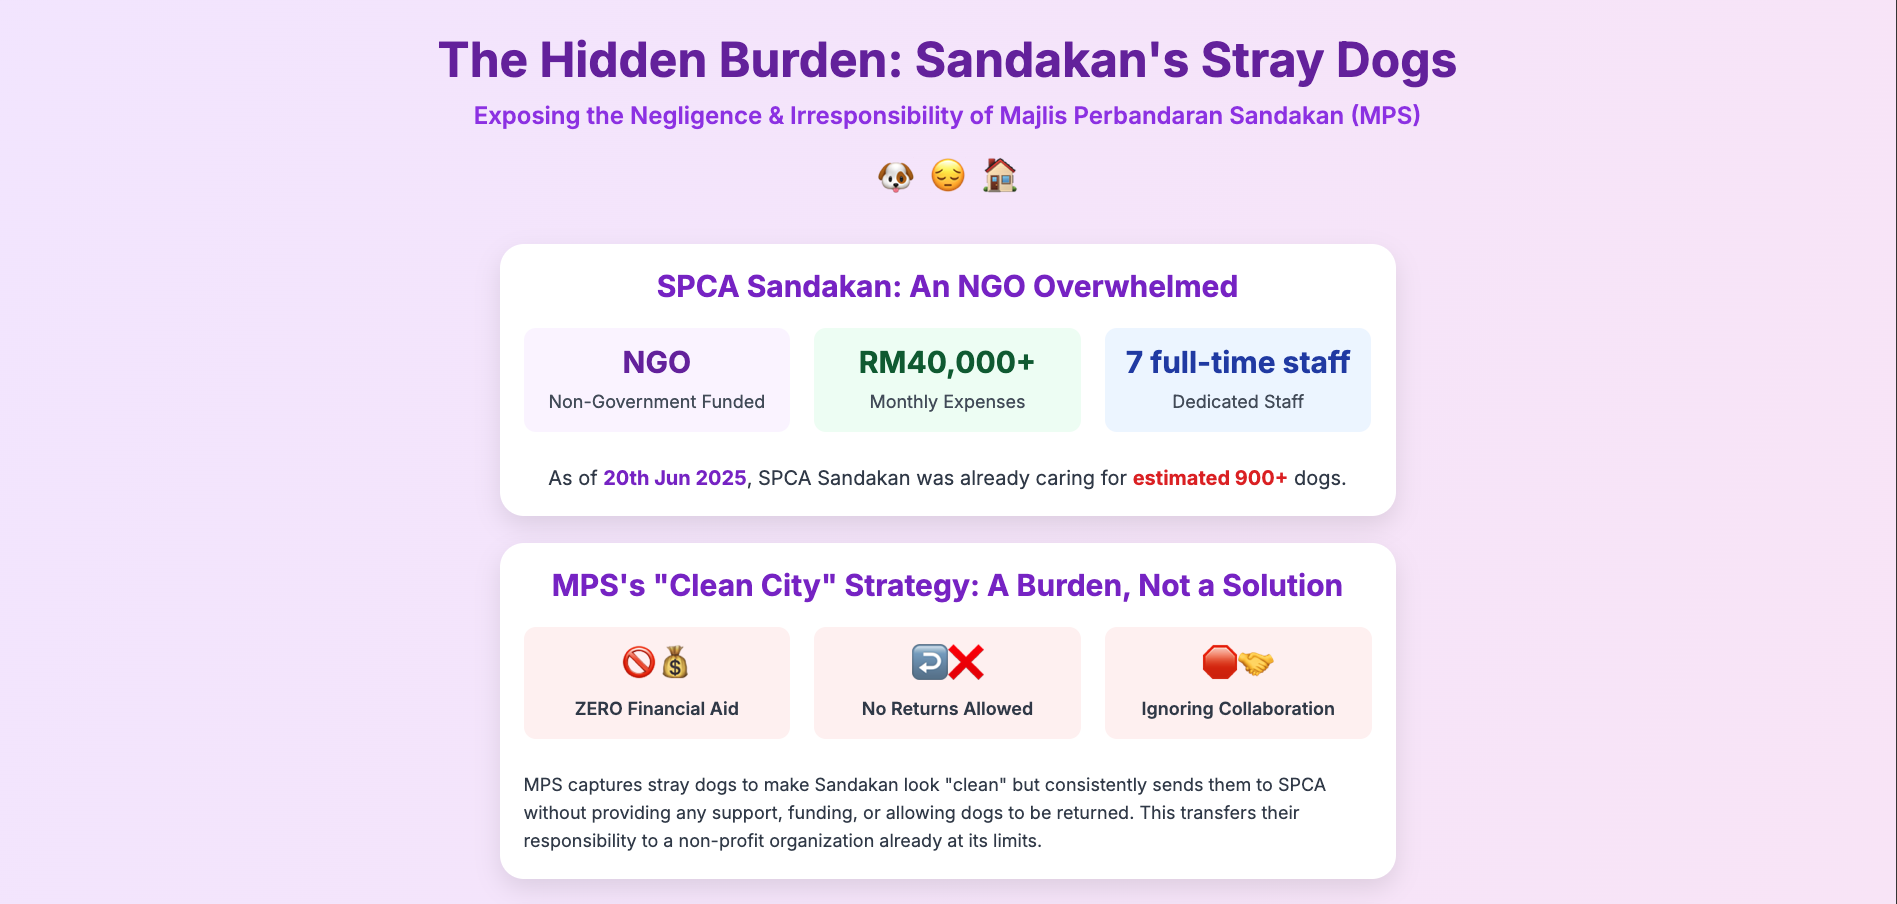 The Hidden Burden: Sandakan's Stray Dogs
Exposing the Negligence & Irresponsibility of Majlis Perbandaran Sandakan (MPS)
SPCA Sandakan: An NGO Overwhelmed
NGO
Non-Government Funded
RM40,000+
Monthly Expenses
7 full-time staff
Dedicated Staff
As of 20th Jun 2025, SPCA Sandakan was already caring for estimated 900+ dogs.
MPS's "Clean City" Strategy: A Burden, Not a Solution
ZERO Financial Aid
No Returns Allowed
Ignoring Collaboration
MPS captures stray dogs to make Sandakan look "clean" but consistently sends them to SPCA
without providing any support, funding, or allowing dogs to be returned. This transfers their
responsibility to a non-profit organization already at its limits.